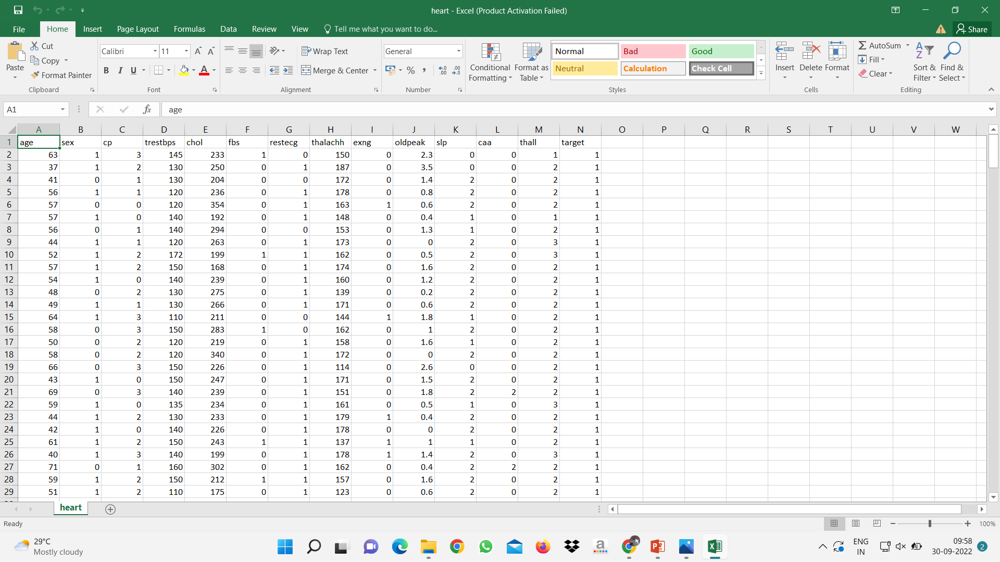 heart - Excel (Product Activation Failed)
File Home Insert Page Layout Formulas Data Review View Tell me what you want to do... Share
Paste
Cut
Copy
Format Painter
Clipboard
Calibri 11
B I U A
Font
Wrap Text
Merge & Center
Alignment
General
%
Number
Conditional Formatting
Format as Table
Normal Bad Good
Neutral Calculation Check Cell
Styles
Insert Delete Format
Cells
AutoSum
Fill
Clear
Sort & Filter
Find & Select
Editing
A1 fx age
A B C D E F G H I J K L M N O P Q R S T U V W
1 age sex cp trestbps chol fbs restecg thalachh exng oldpeak slp caa thall target
2 63 1 3 145 233 1 0 150 0 2.3 0 0 1 1
3 37 1 2 130 250 0 1 187 0 3.5 0 0 2 1
4 41 0 1 130 204 0 0 172 0 1.4 2 0 2 1
5 56 1 1 120 236 0 1 178 0 0.8 2 0 2 1
6 57 0 0 120 354 0 1 163 1 0.6 2 0 2 1
7 57 1 0 140 192 0 1 148 0 0.4 1 0 1 1
8 56 0 1 140 294 0 0 153 0 1.3 1 0 2 1
9 44 1 1 120 263 0 1 173 0 0 2 0 3 1
10 52 1 2 172 199 1 1 162 0 0.5 2 0 3 1
11 57 1 2 150 168 0 1 174 0 1.6 2 0 2 1
12 54 1 0 140 239 0 1 160 0 1.2 2 0 2 1
13 48 0 2 130 275 0 1 139 0 0.2 2 0 2 1
14 49 1 1 130 266 0 1 171 0 0.6 2 0 2 1
15 64 1 3 110 211 0 0 144 1 1.8 1 0 2 1
16 58 0 3 150 283 1 0 162 0 1 2 0 2 1
17 50 0 2 120 219 0 1 158 0 1.6 1 0 2 1
18 58 0 2 120 340 0 1 172 0 0 2 0 2 1
19 66 0 3 150 226 0 1 114 0 2.6 0 0 2 1
20 43 1 0 150 247 0 1 171 0 1.5 2 0 2 1
21 69 0 3 140 239 0 1 151 0 1.8 2 2 2 1
22 59 1 0 135 234 0 1 161 0 0.5 1 0 3 1
23 44 1 2 130 233 0 1 179 1 0.4 2 0 2 1
24 42 1 0 140 226 0 1 178 0 0 2 0 2 1
25 61 1 2 150 243 1 1 137 1 1 1 0 2 1
26 40 1 3 140 199 0 1 178 1 1.4 2 0 3 1
27 71 0 1 160 302 0 1 162 0 0.4 2 2 2 1
28 59 1 2 150 212 1 1 157 0 1.6 2 0 2 1
29 51 1 2 110 175 0 1 123 0 0.6 2 0 2 1
heart
Ready 100%
29°C
Mostly cloudy
ENG
IN
09:58
30-09-2022
2